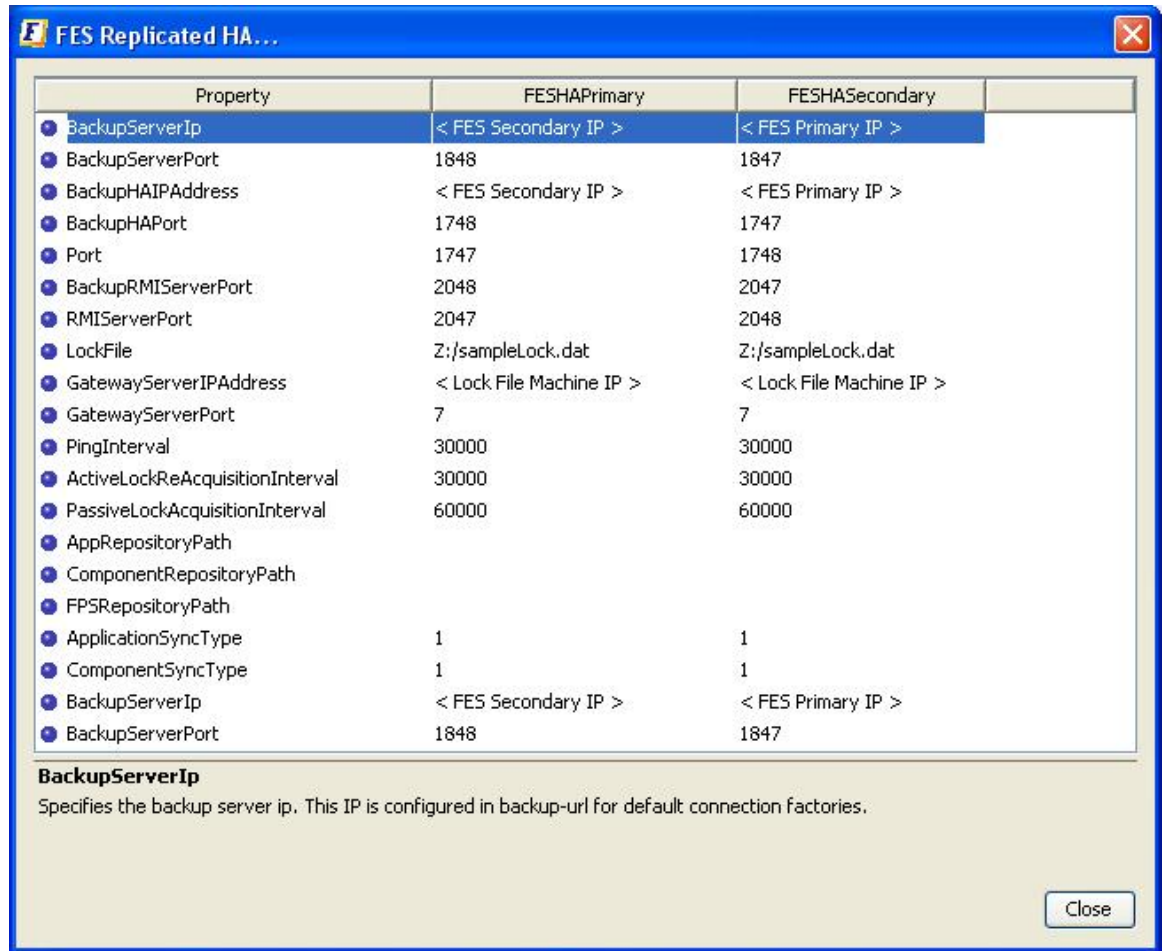 FES Replicated HA...
Property FESHAPrimary FESHASecondary
BackupServerIp < FES Secondary IP > < FES Primary IP >
BackupServerPort 1848 1847
BackupHAIPAddress < FES Secondary IP > < FES Primary IP >
BackupHAPort 1748 1747
Port 1747 1748
BackupRMIServerPort 2048 2047
RMIServerPort 2047 2048
LockFile Z:/sampleLock.dat Z:/sampleLock.dat
GatewayServerIPAddress < Lock File Machine IP > < Lock File Machine IP >
GatewayServerPort 7 7
PingInterval 30000 30000
ActiveLockReAcquisitionInterval 30000 30000
PassiveLockAcquisitionInterval 60000 60000
AppRepositoryPath
ComponentRepositoryPath
FPSRepositoryPath
ApplicationSyncType 1 1
ComponentSyncType 1 1
BackupServerIp < FES Secondary IP > < FES Primary IP >
BackupServerPort 1848 1847
BackupServerIp
Specifies the backup server ip. This IP is configured in backup-url for default connection factories.
Close